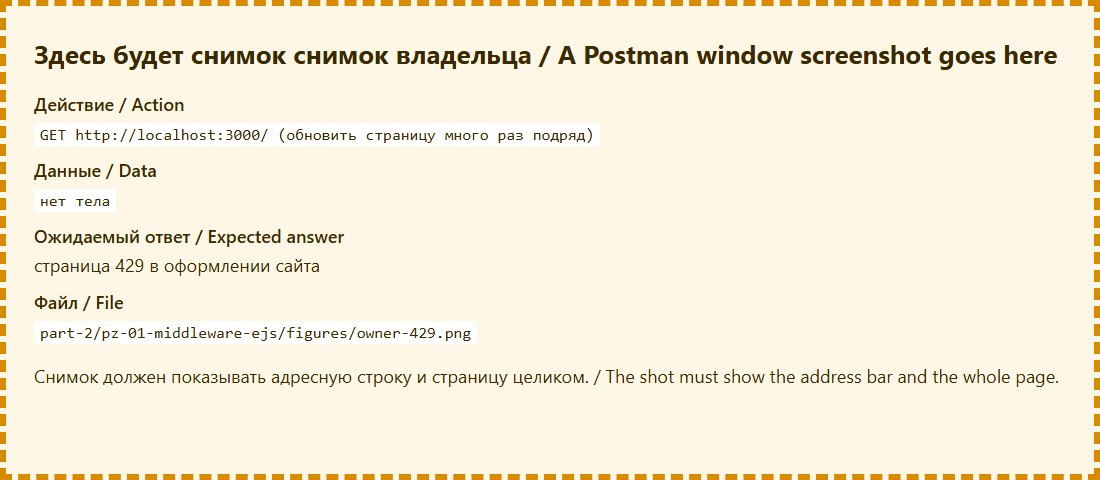 Здесь будет снимок снимок владельца / A Postman window screenshot goes here
Действие / Action
GET http://localhost:3000/ (обновить страницу много раз подряд)
Данные / Data
нет тела
Ожидаемый ответ / Expected answer
страница 429 в оформлении сайта
Файл / File
part-2/pz-01-middleware-ejs/figures/owner-429.png
Снимок должен показывать адресную строку и страницу целиком. / The shot must show the address bar and the whole page.